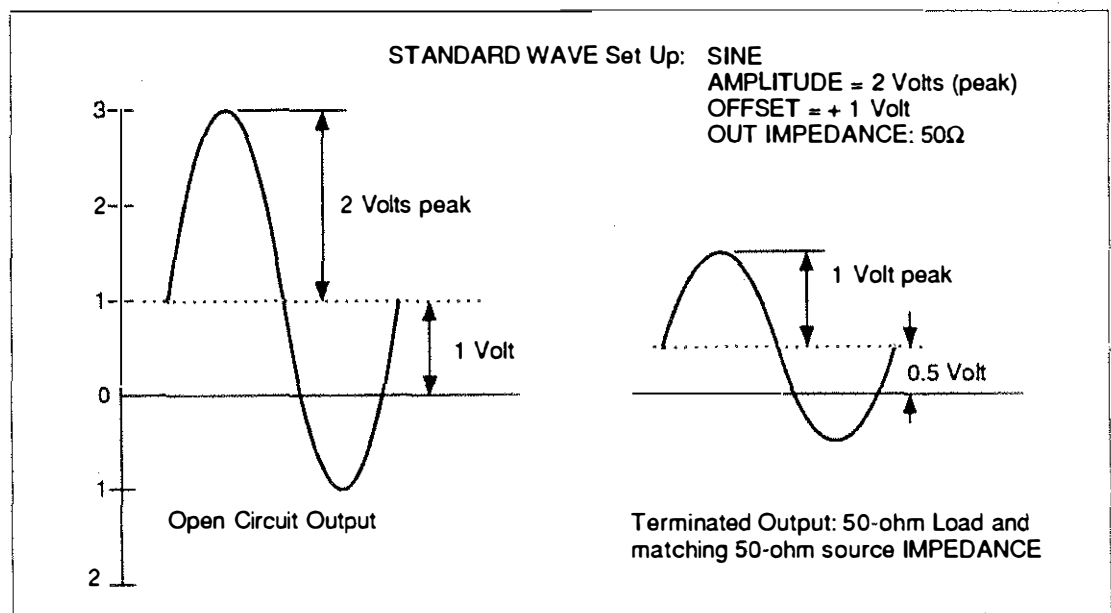 STANDARD WAVE Set Up: SINE
AMPLITUDE = 2 Volts (peak)
OFFSET = + 1 Volt
OUT IMPEDANCE: 50Ω
3
2
1
0
1
2
2 Volts peak
1 Volt
Open Circuit Output
1 Volt peak
0.5 Volt
Terminated Output: 50-ohm Load and
matching 50-ohm source IMPEDANCE